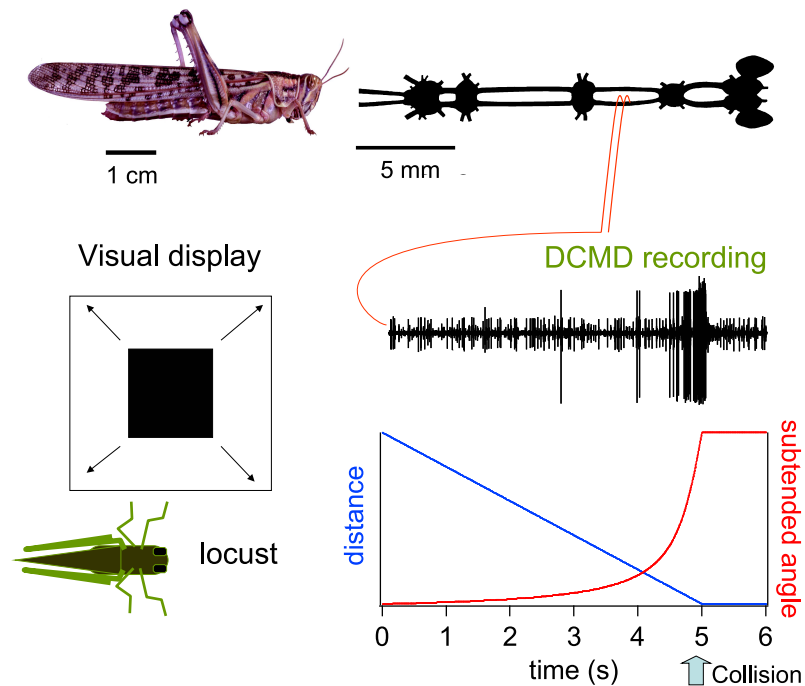 1 cm
5 mm
Visual display
DCMD recording
locust
distance
subtended angle
0 1 2 3 4 5 6
time (s)
Collision